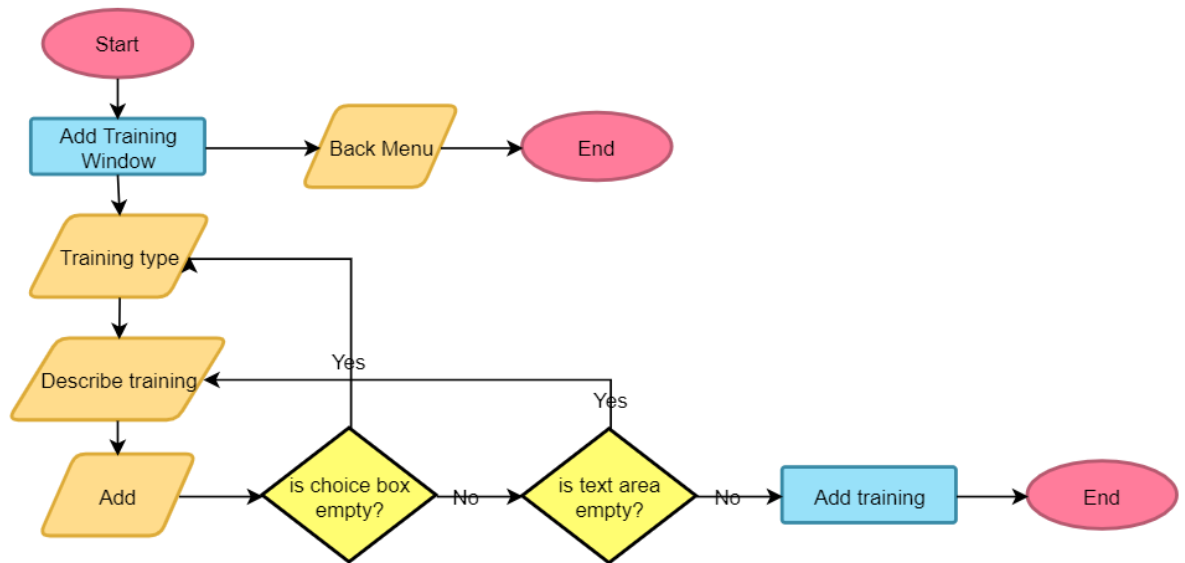 Start
Add Training
Window
Back Menu
End
Training type
Yes
Describe training
Yes
Add
is choice box
empty?
No
is text area
empty?
No
Add training
End